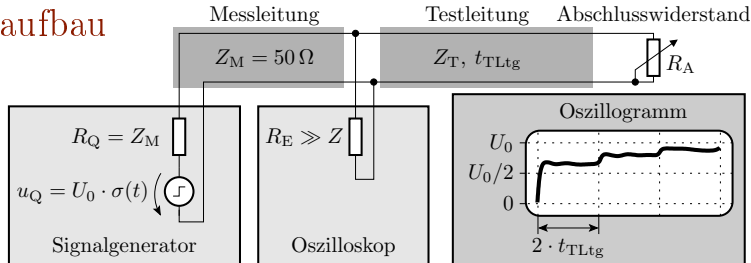 aufbau
Messleitung
Testleitung
Abschlusswiderstand
Z_M = 50 Ω
Z_T, t_TLtg
R_A
R_Q = Z_M
u_Q = U_0 · σ(t)
Signalgenerator
R_E ≫ Z
Oszilloskop
Oszillogramm
U_0
U_0/2
0
2 · t_TLtg